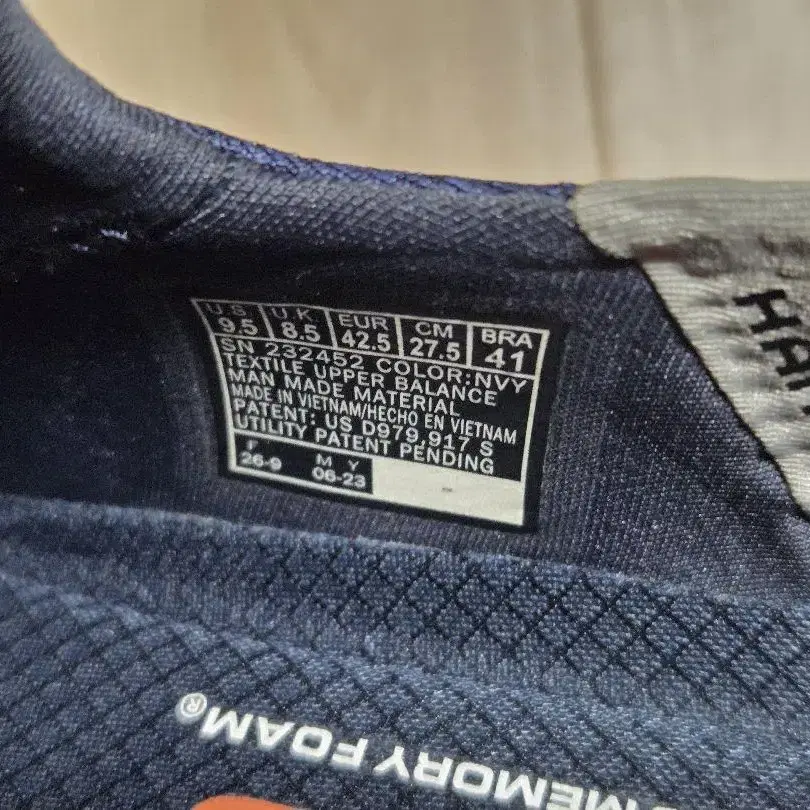 U.S. U.K. EUR CM BRA
9.5 8.5 42.5 27.5 41
SN 232452 COLOR:NVY
TEXTILE UPPER BALANCE
MAN MADE MATERIAL
MADE IN VIETNAM/HECHO EN VIETNAM
PATENT: US D979,917 S
UTILITY PATENT PENDING
F M Y
26-9 06-23
MEMORY FOAM®